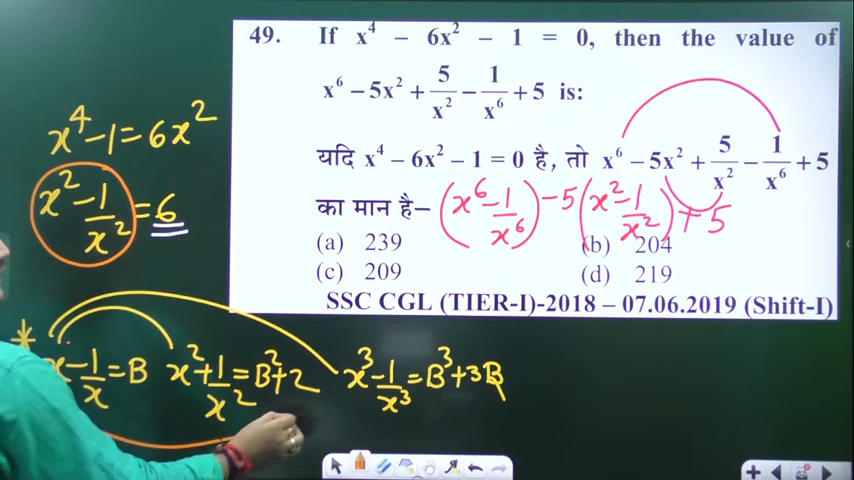 49. If x⁴ − 6x² − 1 = 0, then the value of
x⁶ − 5x² + 5/x² − 1/x⁶ + 5 is:
यदि x⁴ − 6x² − 1 = 0 है, तो x⁶ − 5x² + 5/x² − 1/x⁶ + 5
का मान है−
(x⁶ − 1/x⁶) − 5(x² − 1/x²) + 5
(a) 239 (b) 204
(c) 209 (d) 219
SSC CGL (TIER-I)-2018 – 07.06.2019 (Shift-I)
x⁴ − 1 = 6x²
x² − 1/x² = 6
* x − 1/x = B x² + 1/x² = B² + 2 x³ − 1/x³ = B³ + 3B